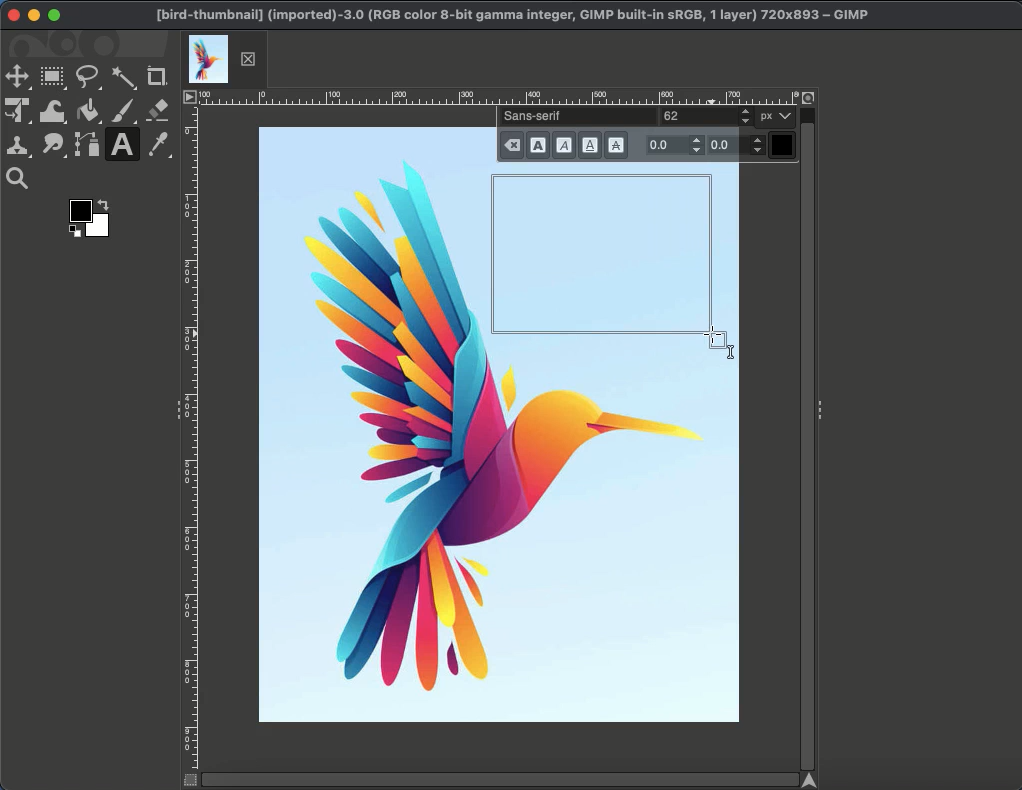 [bird-thumbnail] (imported)-3.0 (RGB color 8-bit gamma integer, GIMP built-in sRGB, 1 layer) 720x893 – GIMP
100 0 100 200 300 400 500 600 700
Sans-serif 62 px
A A A A A 0.0 0.0
0
100
200
300
400
500
600
700
800
900